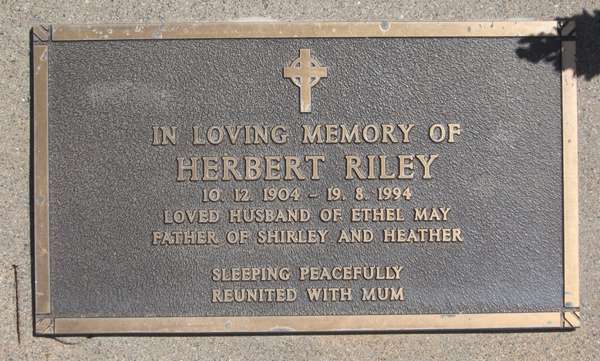 IN LOVING MEMORY OF
HERBERT RILEY
10. 12. 1904 – 19. 8. 1994
LOVED HUSBAND OF ETHEL MAY
FATHER OF SHIRLEY AND HEATHER
SLEEPING PEACEFULLY
REUNITED WITH MUM